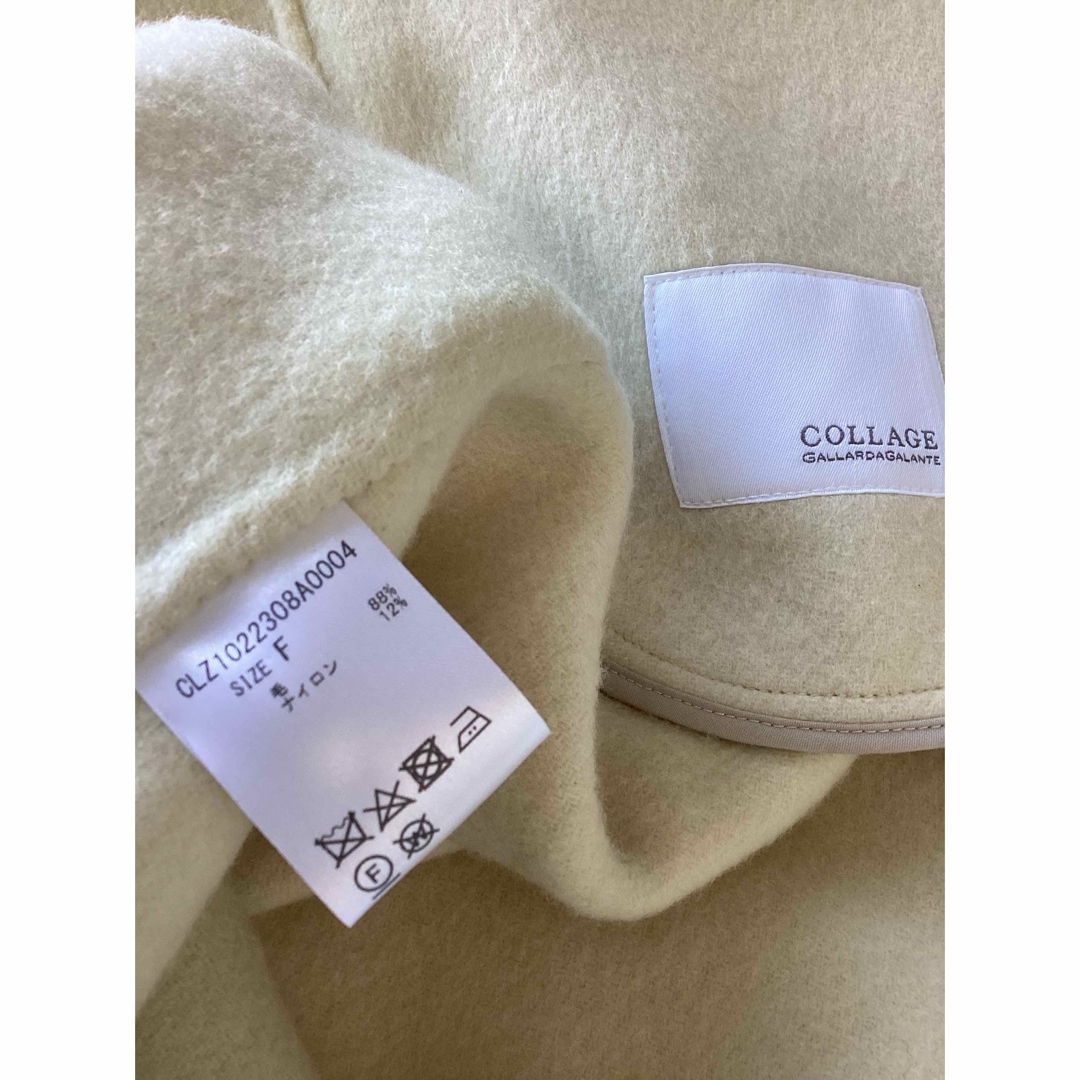 COLLAGE
GALLARDAGALANTE
CLZ1022308A0004
SIZE F
毛 88%
ナイロン 12%
F
W